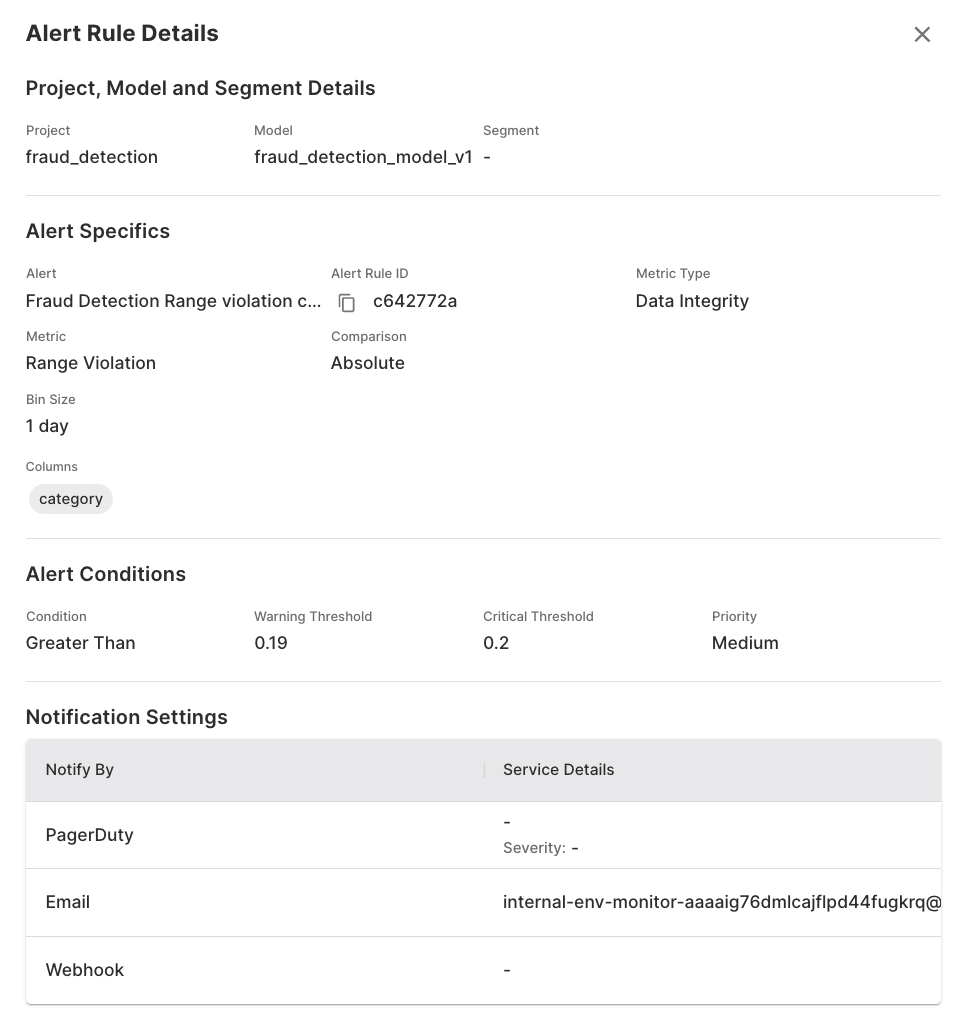 Alert Rule Details
Project, Model and Segment Details
Project Model Segment
fraud_detection fraud_detection_model_v1 -
Alert Specifics
Alert Alert Rule ID Metric Type
Fraud Detection Range violation c... c642772a Data Integrity
Metric Comparison
Range Violation Absolute
Bin Size
1 day
Columns
category
Alert Conditions
Condition Warning Threshold Critical Threshold Priority
Greater Than 0.19 0.2 Medium
Notification Settings
Notify By Service Details
PagerDuty -
Severity: -
Email internal-env-monitor-aaaaig76dmlcajflpd44fugkrq@
Webhook -